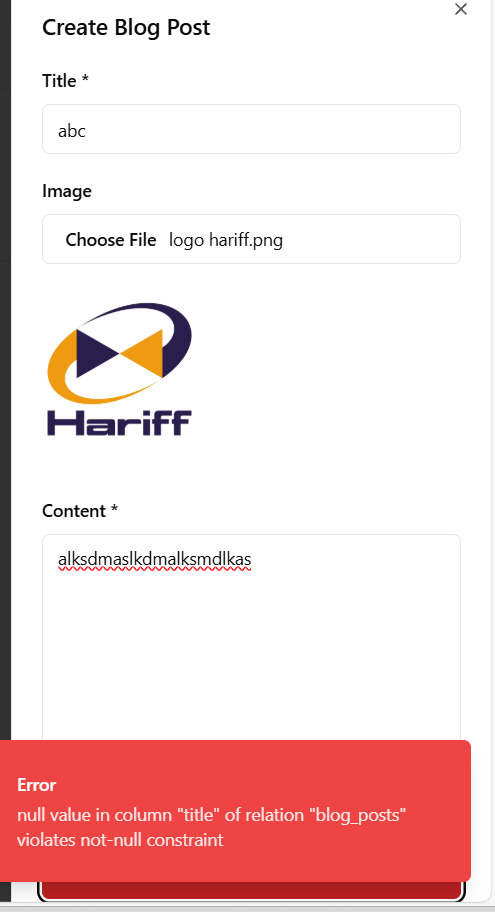 Create Blog Post
Title *
abc
Image
Choose File logo hariff.png
Hariff
Content *
alksdmaslkdmalksmdlkas
Error
null value in column "title" of relation "blog_posts"
violates not-null constraint